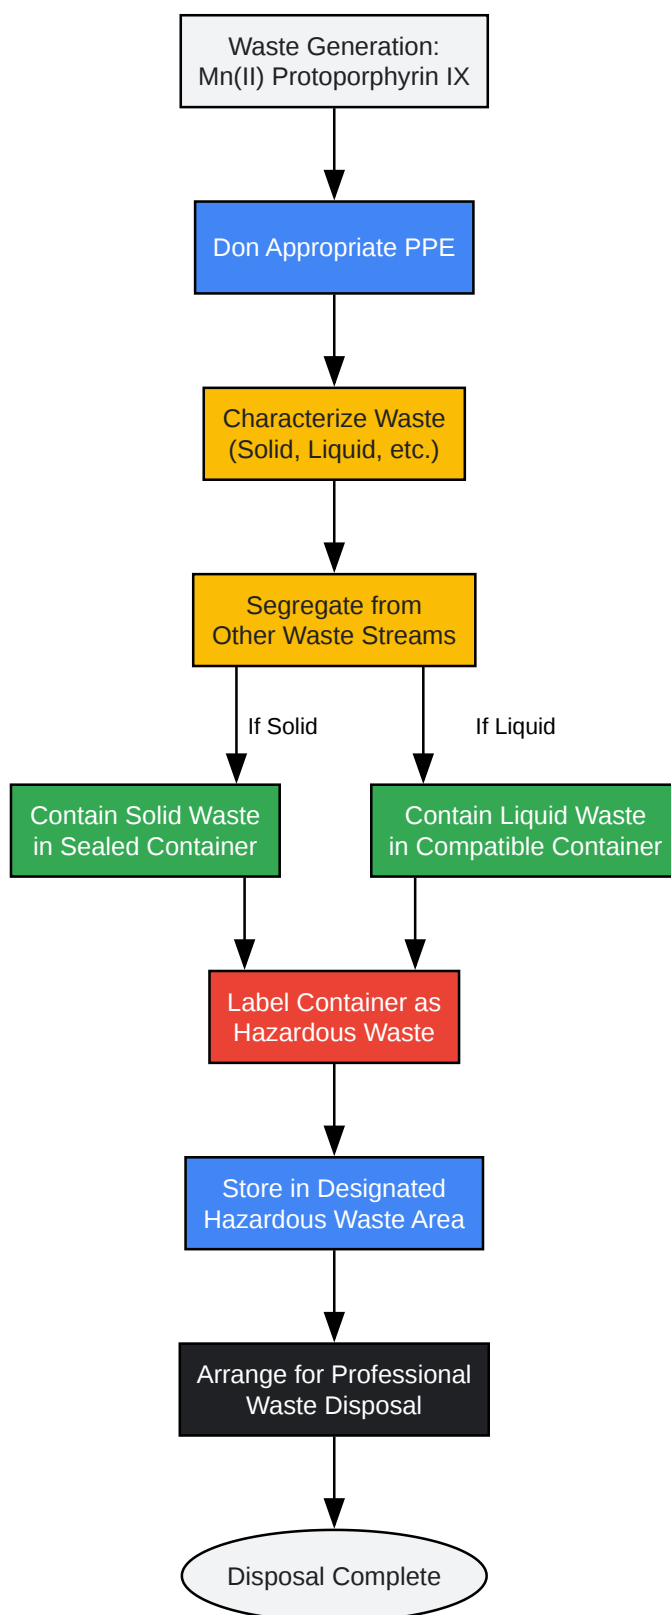 Waste Generation:
Mn(II) Protoporphyrin IX
Don Appropriate PPE
Characterize Waste
(Solid, Liquid, etc.)
Segregate from
Other Waste Streams
If Solid
If Liquid
Contain Solid Waste
in Sealed Container
Contain Liquid Waste
in Compatible Container
Label Container as
Hazardous Waste
Store in Designated
Hazardous Waste Area
Arrange for Professional
Waste Disposal
Disposal Complete